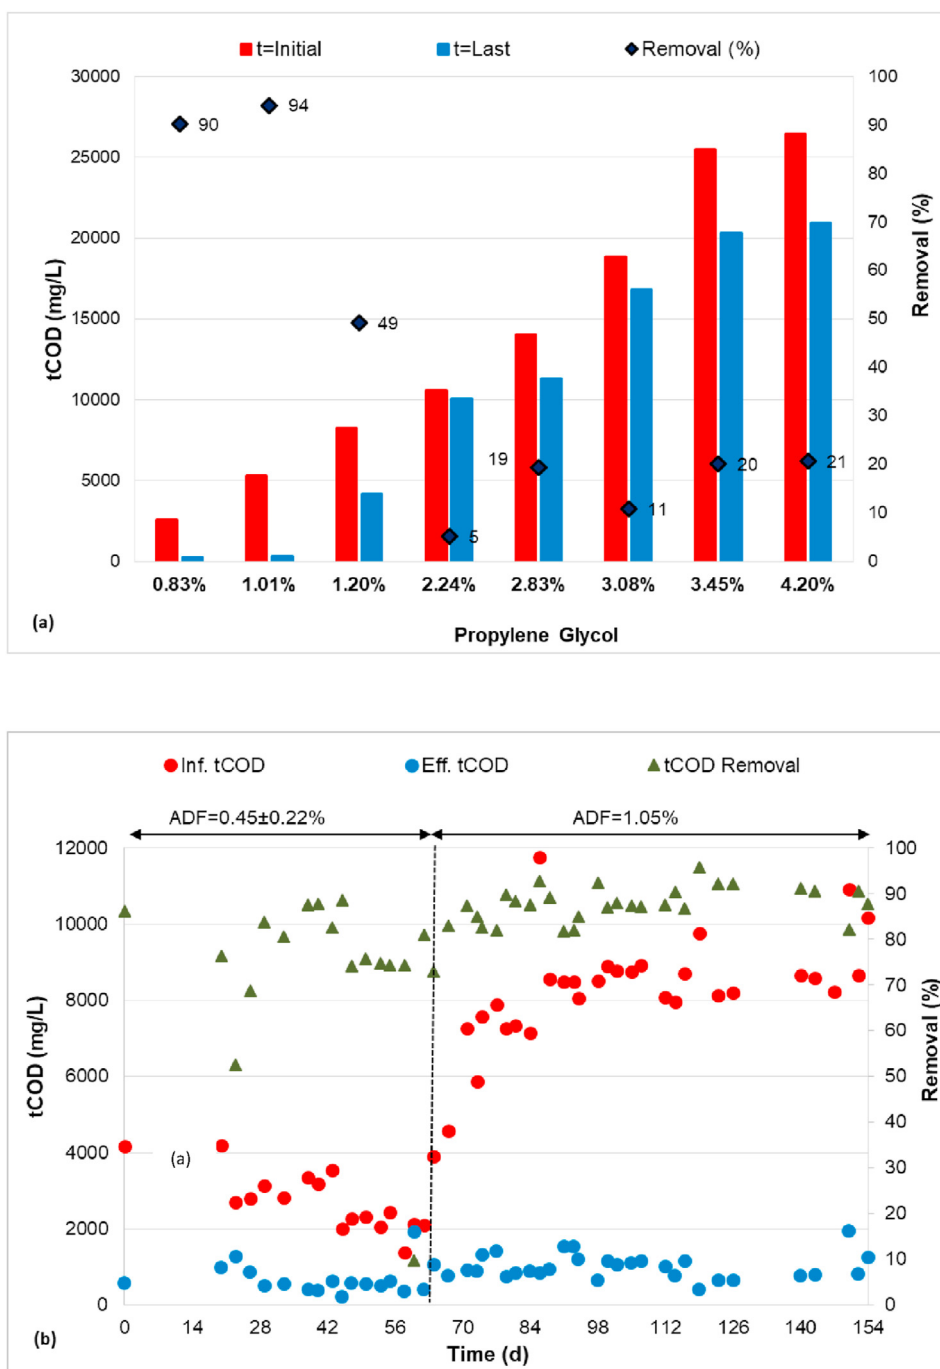 t=Initial t=Last Removal (%)
30000 100
90
25000 94 90
80
20000 70
60
15000 49 50
40
10000 30
19 20 21 20
5000 11 10
5
0 0
0.83% 1.01% 1.20% 2.24% 2.83% 3.08% 3.45% 4.20%
tCOD (mg/L)
Removal (%)
(a)
Propylene Glycol
Inf. tCOD Eff. tCOD tCOD Removal
ADF=0.45±0.22% ADF=1.05%
12000 100
10000 90
80
8000 70
60
6000 50
40
4000 30
(a)
2000 20
10
0 0
tCOD (mg/L)
Removal (%)
0 14 28 42 56 70 84 98 112 126 140 154
(b)
Time (d)